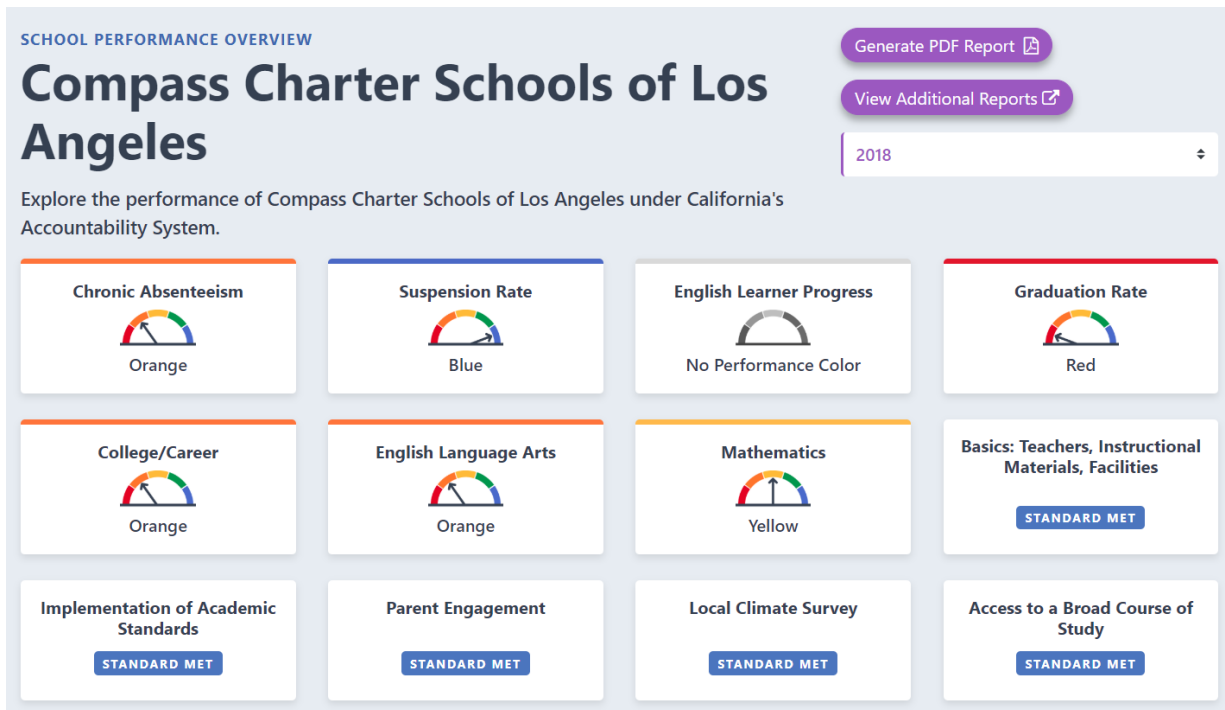 SCHOOL PERFORMANCE OVERVIEW
Compass Charter Schools of Los
Angeles
Explore the performance of Compass Charter Schools of Los Angeles under California's
Accountability System.
Generate PDF Report
View Additional Reports
2018
Chronic Absenteeism
Orange
Suspension Rate
Blue
English Learner Progress
No Performance Color
Graduation Rate
Red
College/Career
Orange
English Language Arts
Orange
Mathematics
Yellow
Basics: Teachers, Instructional
Materials, Facilities
STANDARD MET
Implementation of Academic
Standards
STANDARD MET
Parent Engagement
STANDARD MET
Local Climate Survey
STANDARD MET
Access to a Broad Course of
Study
STANDARD MET